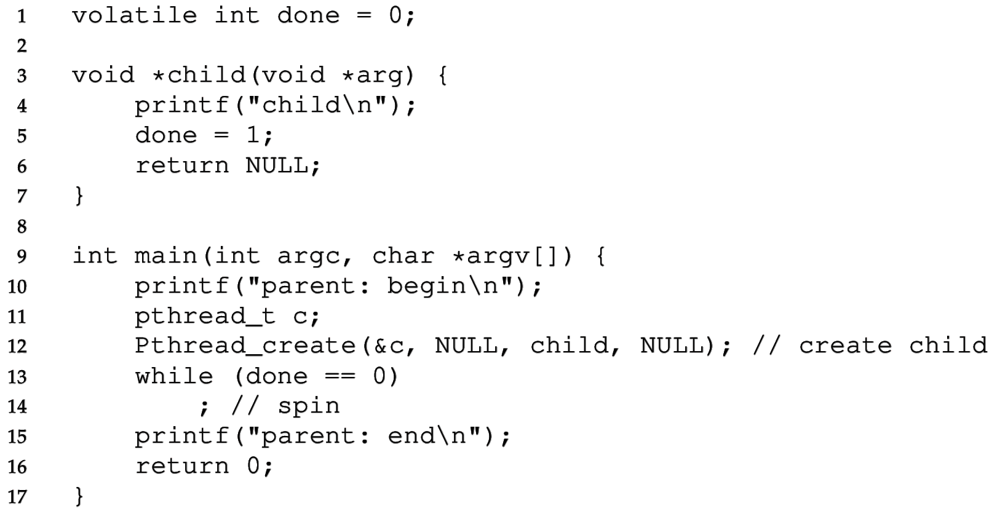 1 volatile int done = 0;
2
3 void *child(void *arg) {
4     printf("child\n");
5     done = 1;
6     return NULL;
7 }
8
9 int main(int argc, char *argv[]) {
10     printf("parent: begin\n");
11     pthread_t c;
12     Pthread_create(&c, NULL, child, NULL); // create child
13     while (done == 0)
14         ; // spin
15     printf("parent: end\n");
16     return 0;
17 }